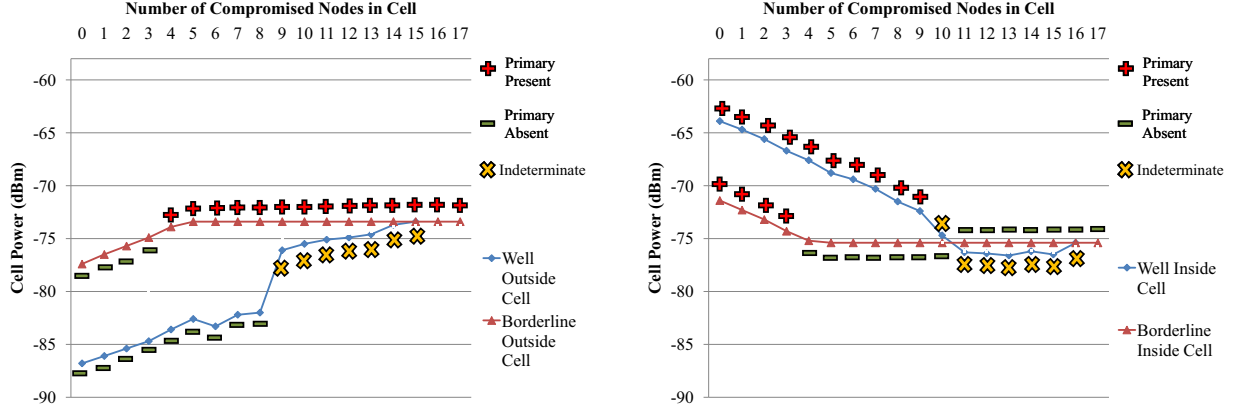 Number of Compromised Nodes in Cell
0 1 2 3 4 5 6 7 8 9 10 11 12 13 14 15 16 17
-60
-65
-70
-75
-80
-85
-90
Cell Power (dBm)
Primary
Present
Primary
Absent
Indeterminate
Well
Outside
Cell
Borderline
Outside
Cell
Number of Compromised Nodes in Cell
0 1 2 3 4 5 6 7 8 9 10 11 12 13 14 15 16 17
-60
-65
-70
-75
-80
-85
-90
Cell Power (dBm)
Primary
Present
Primary
Absent
Indeterminate
Well Inside
Cell
Borderline
Inside Cell